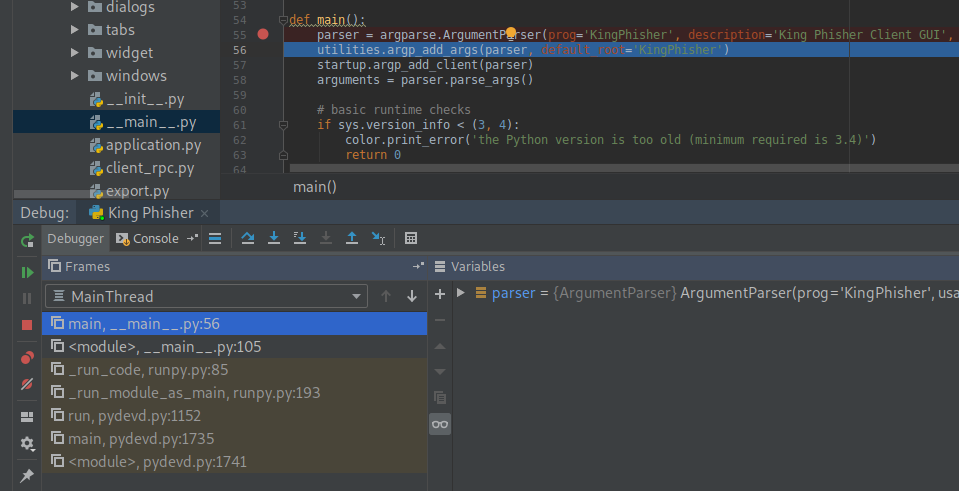 dialogs
tabs
widget
windows
__init__.py
__main__.py
application.py
client_rpc.py
export.py
53
54 def main():
55 parser = argparse.ArgumentParser(prog='KingPhisher', description='King Phisher Client GUI',
56 utilities.argp_add_args(parser, default_root='KingPhisher')
57 startup.argp_add_client(parser)
58 arguments = parser.parse_args()
59
60 # basic runtime checks
61 if sys.version_info < (3, 4):
62 color.print_error('the Python version is too old (minimum required is 3.4)')
63 return 0
64
main()
Debug: King Phisher ×
Debugger Console
Frames Variables
MainThread
parser = {ArgumentParser} ArgumentParser(prog='KingPhisher', usa
main, __main__.py:56
<module>, __main__.py:105
_run_code, runpy.py:85
_run_module_as_main, runpy.py:193
run, pydevd.py:1152
main, pydevd.py:1735
<module>, pydevd.py:1741